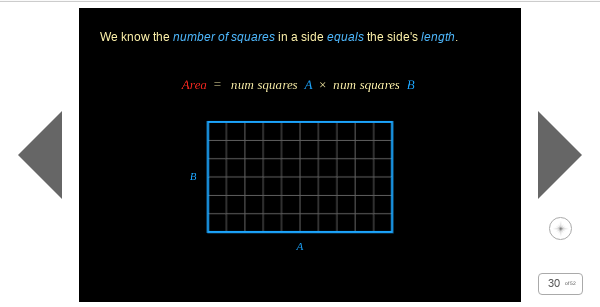 We know the number of squares in a side equals the side's length.
Area = num squares A × num squares B
B
A
30 of 52